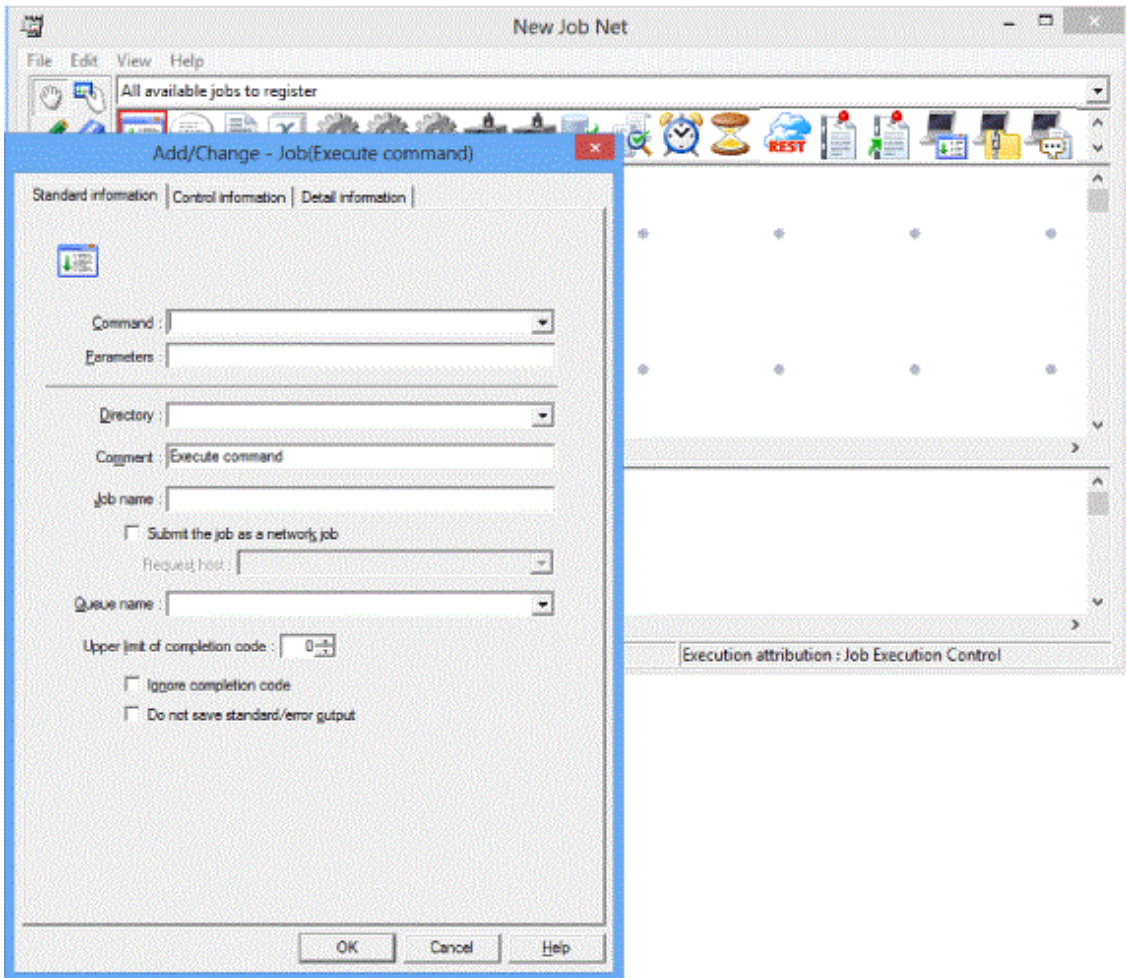 New Job Net
File Edit View Help
All available jobs to register
REST
Add/Change - Job(Execute command)
Standard information Control information Detail information
Command :
Parameters :
Directory :
Comment : Execute command
Job name :
Submit the job as a network job
Request host :
Queue name :
Upper limit of completion code : 0
Ignore completion code
Do not save standard/error output
Execution attribution : Job Execution Control
OK Cancel Help